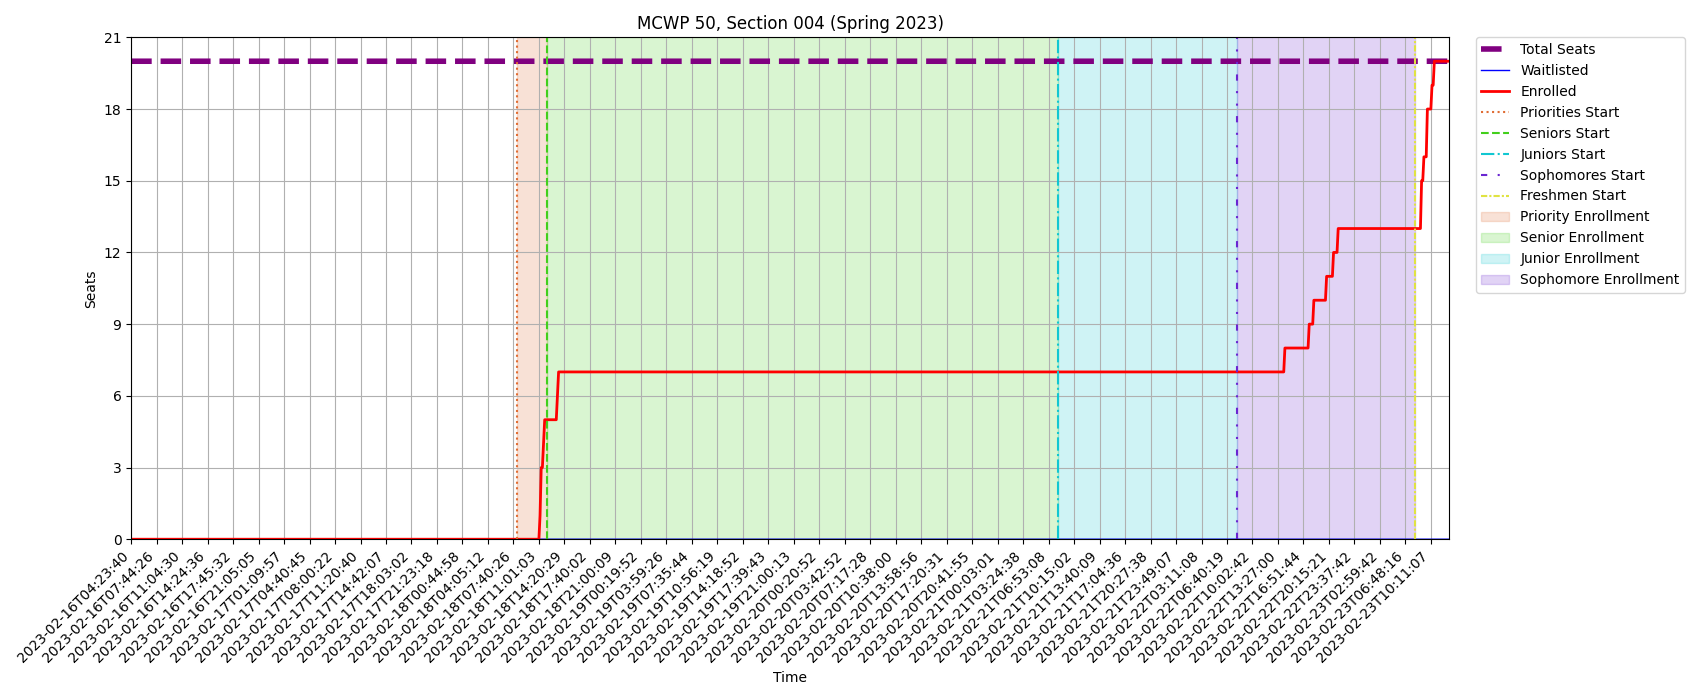 MCWP 50, Section 004 (Spring 2023)
21
18
15
12
9
6
3
0
Seats
2023-02-16T04:23:40
2023-02-16T07:44:26
2023-02-16T11:04:30
2023-02-16T14:24:36
2023-02-16T17:45:32
2023-02-16T21:05:05
2023-02-17T01:09:57
2023-02-17T04:40:45
2023-02-17T08:00:22
2023-02-17T11:20:40
2023-02-17T14:42:07
2023-02-17T18:03:02
2023-02-17T21:23:18
2023-02-18T00:44:58
2023-02-18T04:05:12
2023-02-18T07:40:26
2023-02-18T11:01:03
2023-02-18T14:20:29
2023-02-18T17:40:02
2023-02-18T21:00:09
2023-02-19T00:19:52
2023-02-19T03:59:26
2023-02-19T07:35:44
2023-02-19T10:56:19
2023-02-19T14:18:52
2023-02-19T17:39:43
2023-02-19T21:00:13
2023-02-20T00:20:52
2023-02-20T03:42:52
2023-02-20T07:17:28
2023-02-20T10:38:00
2023-02-20T13:58:56
2023-02-20T17:20:31
2023-02-20T20:41:55
2023-02-21T00:03:01
2023-02-21T03:24:38
2023-02-21T06:53:08
2023-02-21T10:15:02
2023-02-21T13:40:09
2023-02-21T17:04:36
2023-02-21T20:27:38
2023-02-21T23:49:07
2023-02-22T03:11:08
2023-02-22T06:40:19
2023-02-22T10:02:42
2023-02-22T13:27:00
2023-02-22T16:51:44
2023-02-22T20:15:21
2023-02-22T23:37:42
2023-02-23T02:59:42
2023-02-23T06:48:16
2023-02-23T10:11:07
Time
Total Seats
Waitlisted
Enrolled
Priorities Start
Seniors Start
Juniors Start
Sophomores Start
Freshmen Start
Priority Enrollment
Senior Enrollment
Junior Enrollment
Sophomore Enrollment